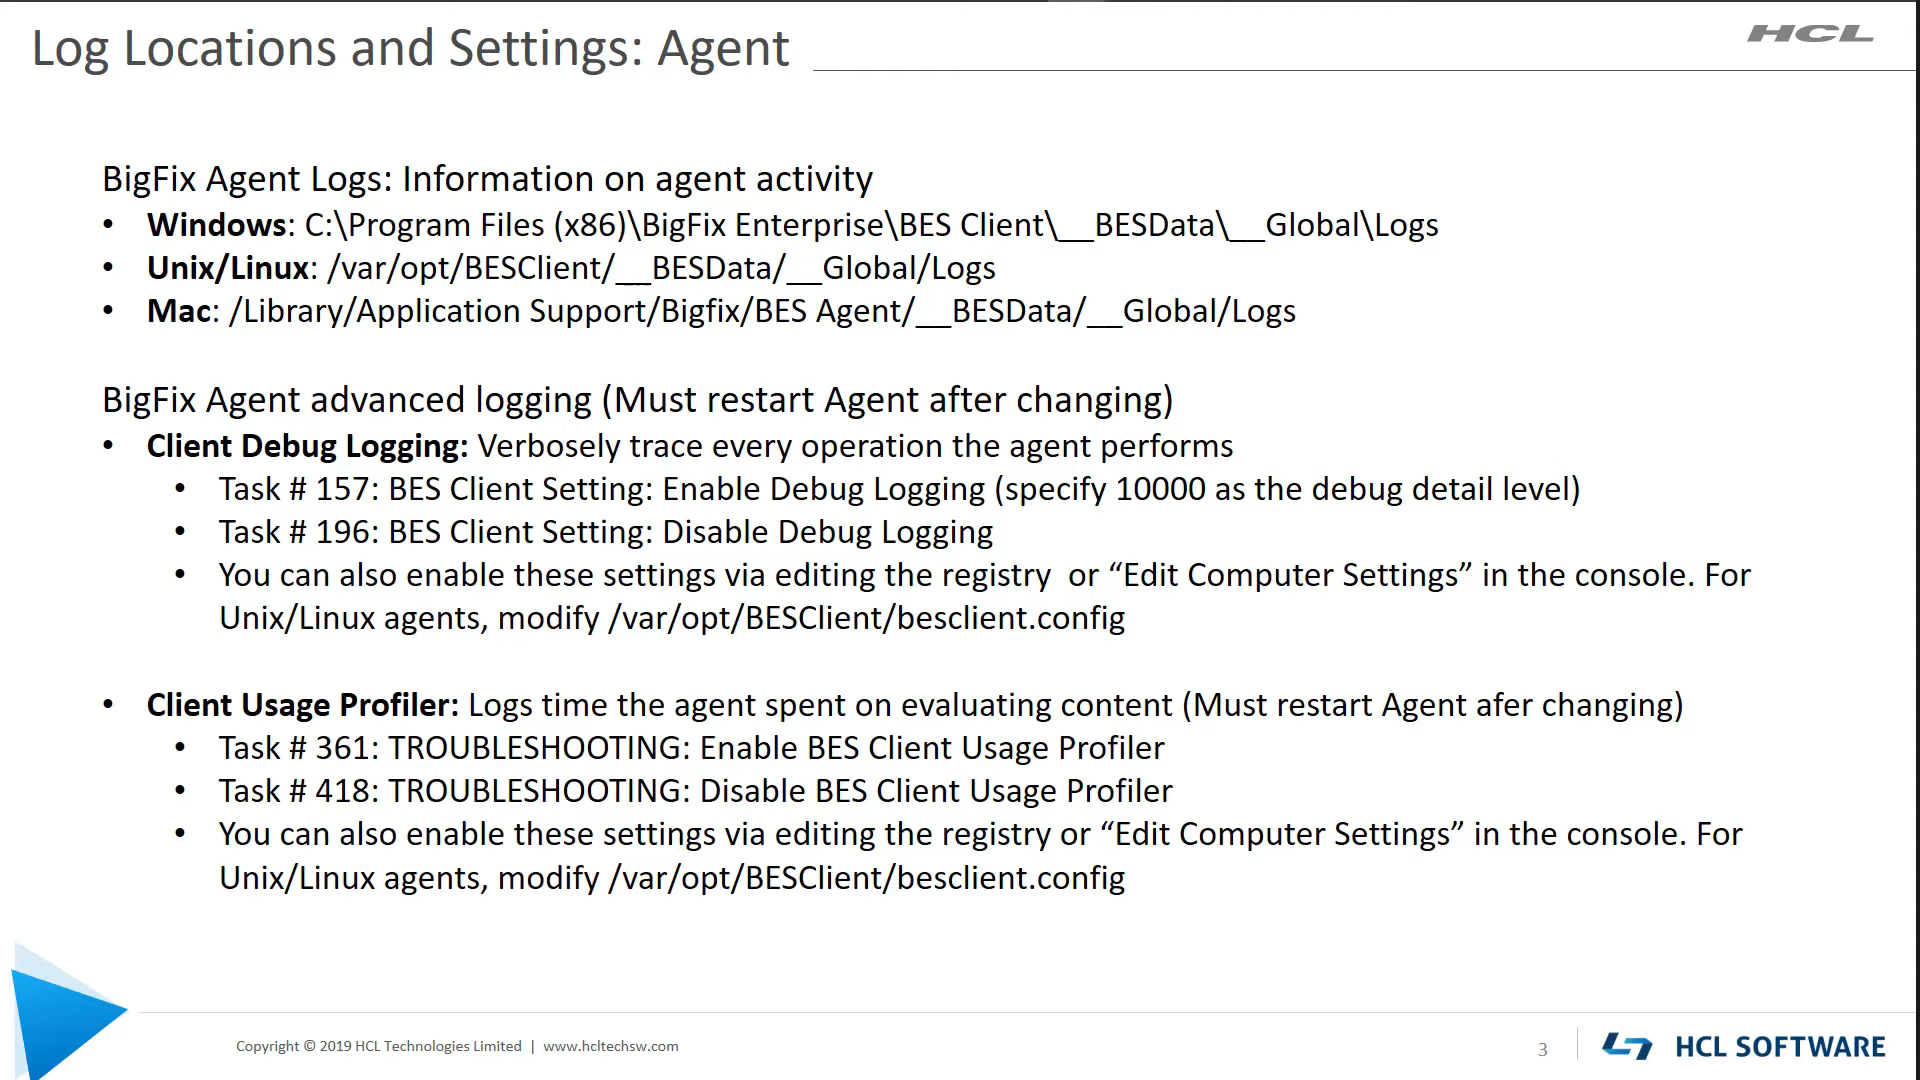 Log Locations and Settings: Agent
HCL
BigFix Agent Logs: Information on agent activity
• Windows: C:\Program Files (x86)\BigFix Enterprise\BES Client\__BESData\__Global\Logs
• Unix/Linux: /var/opt/BESClient/__BESData/__Global/Logs
• Mac: /Library/Application Support/Bigfix/BES Agent/__BESData/__Global/Logs
BigFix Agent advanced logging (Must restart Agent after changing)
• Client Debug Logging: Verbosely trace every operation the agent performs
• Task # 157: BES Client Setting: Enable Debug Logging (specify 10000 as the debug detail level)
• Task # 196: BES Client Setting: Disable Debug Logging
• You can also enable these settings via editing the registry  or “Edit Computer Settings” in the console. For
Unix/Linux agents, modify /var/opt/BESClient/besclient.config
• Client Usage Profiler: Logs time the agent spent on evaluating content (Must restart Agent afer changing)
• Task # 361: TROUBLESHOOTING: Enable BES Client Usage Profiler
• Task # 418: TROUBLESHOOTING: Disable BES Client Usage Profiler
• You can also enable these settings via editing the registry or “Edit Computer Settings” in the console. For
Unix/Linux agents, modify /var/opt/BESClient/besclient.config
Copyright © 2019 HCL Technologies Limited | www.hcltechsw.com
3
HCL SOFTWARE